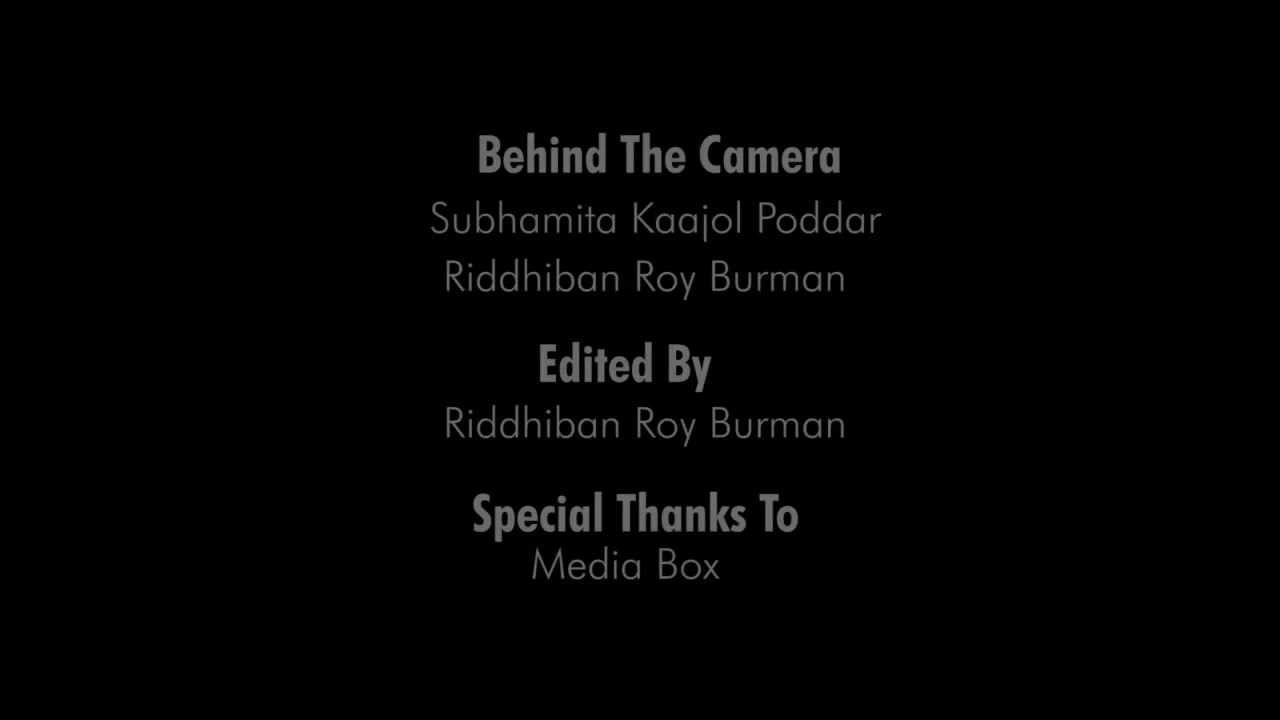 Behind The Camera
Subhamita Kaajol Poddar
Riddhiban Roy Burman
Edited By
Riddhiban Roy Burman
Special Thanks To
Media Box